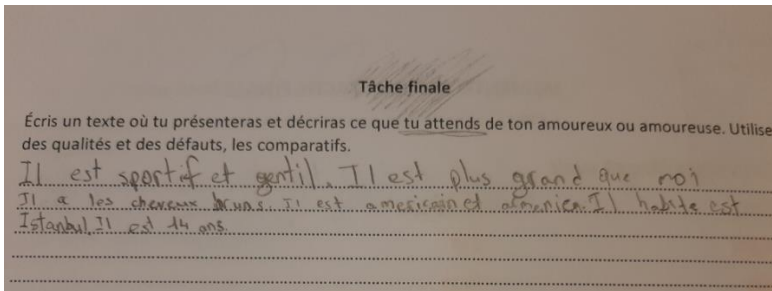 Tâche finale
Écris un texte où tu présenteras et décriras ce que tu attends de ton amoureux ou amoureuse. Utilise
des qualités et des défauts, les comparatifs.
Il est sportif et gentil. Il est plus grand que moi
Il a les cheveux bruns. Il est americain et Il habite est
Istanbul. Il est 14 ans.